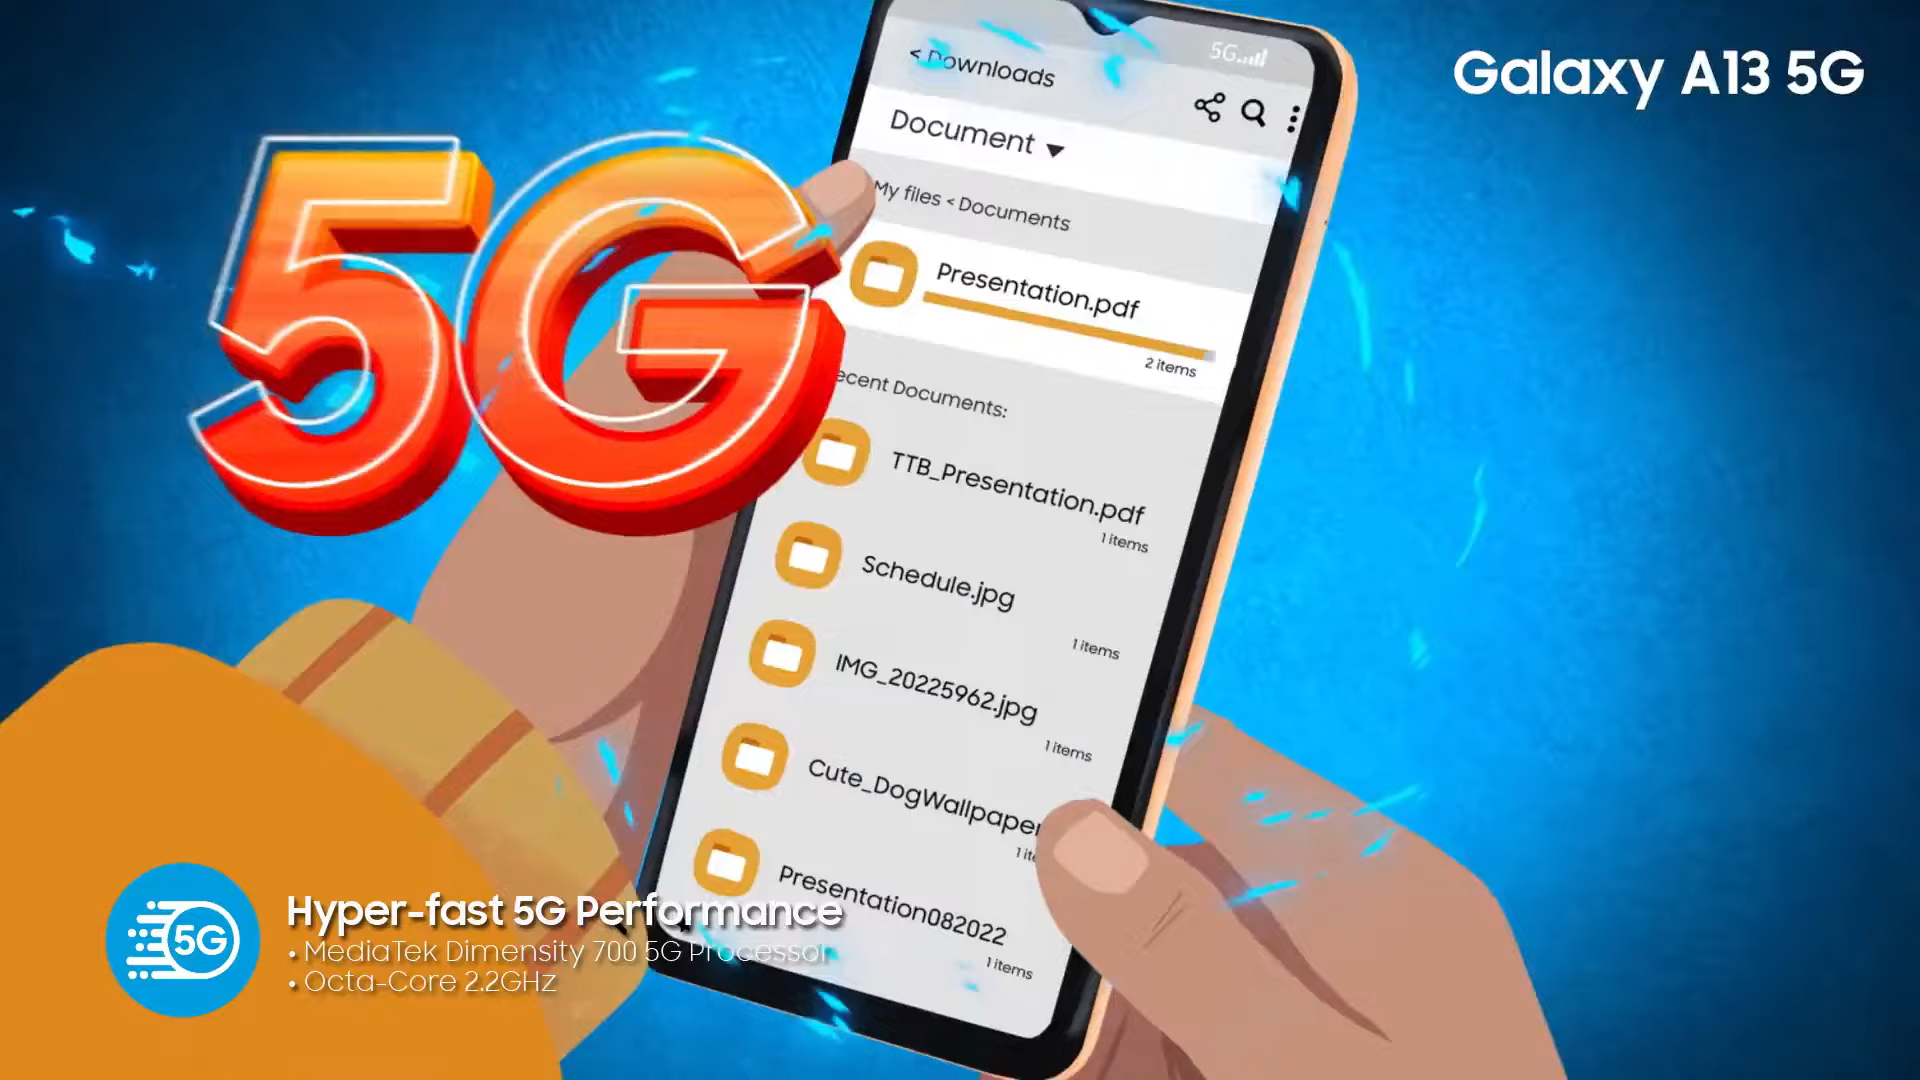 Galaxy A13 5G
5G
5G
< Downloads
Document
My files < Documents
Presentation.pdf
2 items
Recent Documents:
TTB_Presentation.pdf
1 items
Schedule.jpg
1 items
IMG_20225962.jpg
1 items
Cute_DogWallpaper
Presentation082022
1 items
5G
Hyper-fast 5G Performance
• MediaTek Dimensity 700 5G Processor
• Octa-Core 2.2GHz